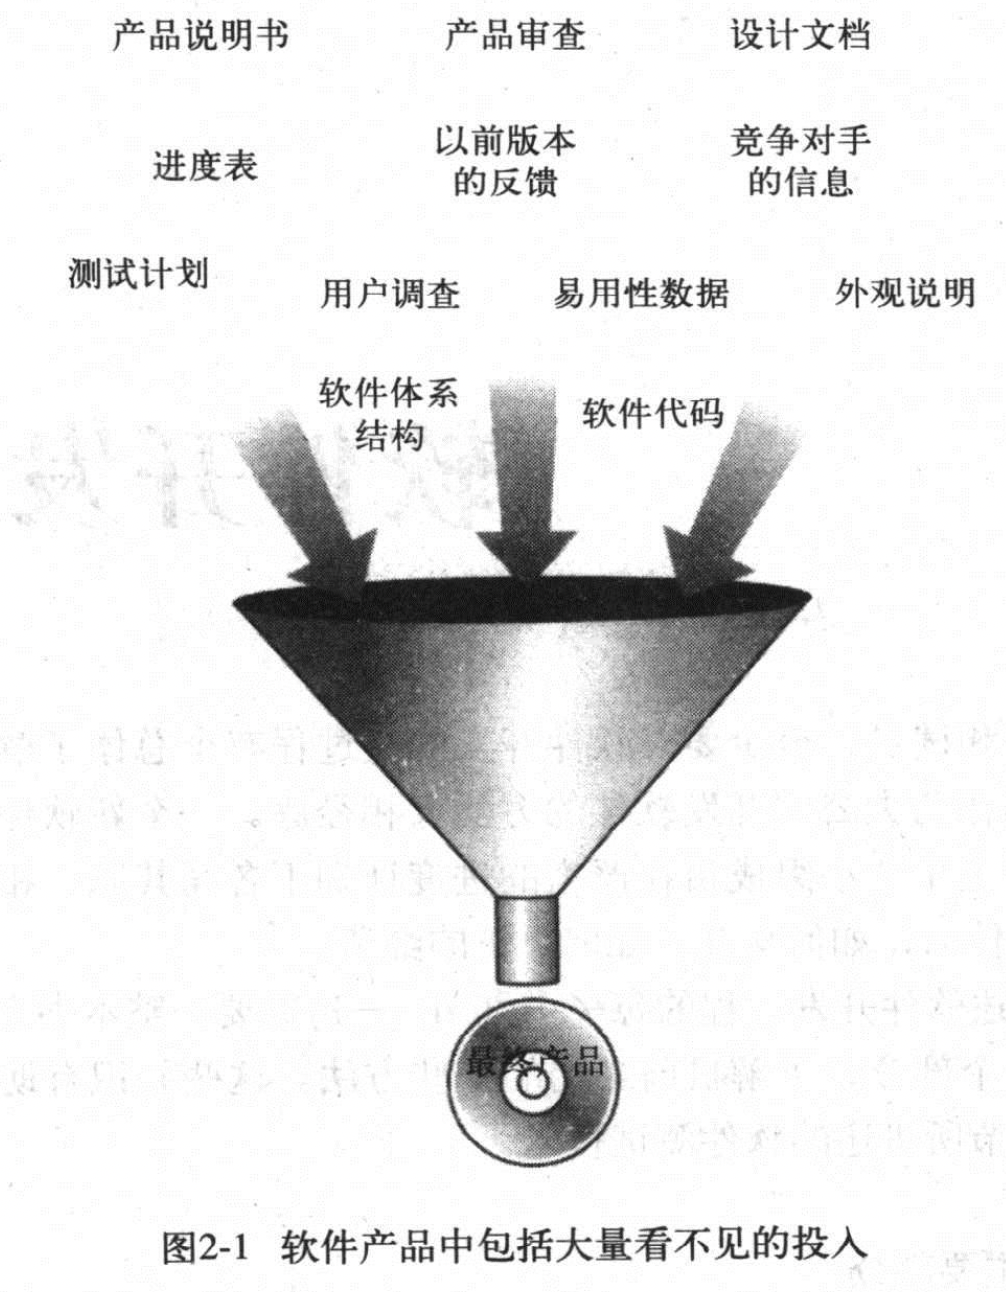 产品说明书 产品审查 设计文档
进度表
以前版本
的反馈
竞争对手
的信息
测试计划
用户调查 易用性数据 外观说明
软件体系
结构
软件代码
最终产品
图2-1 软件产品中包括大量看不见的投入